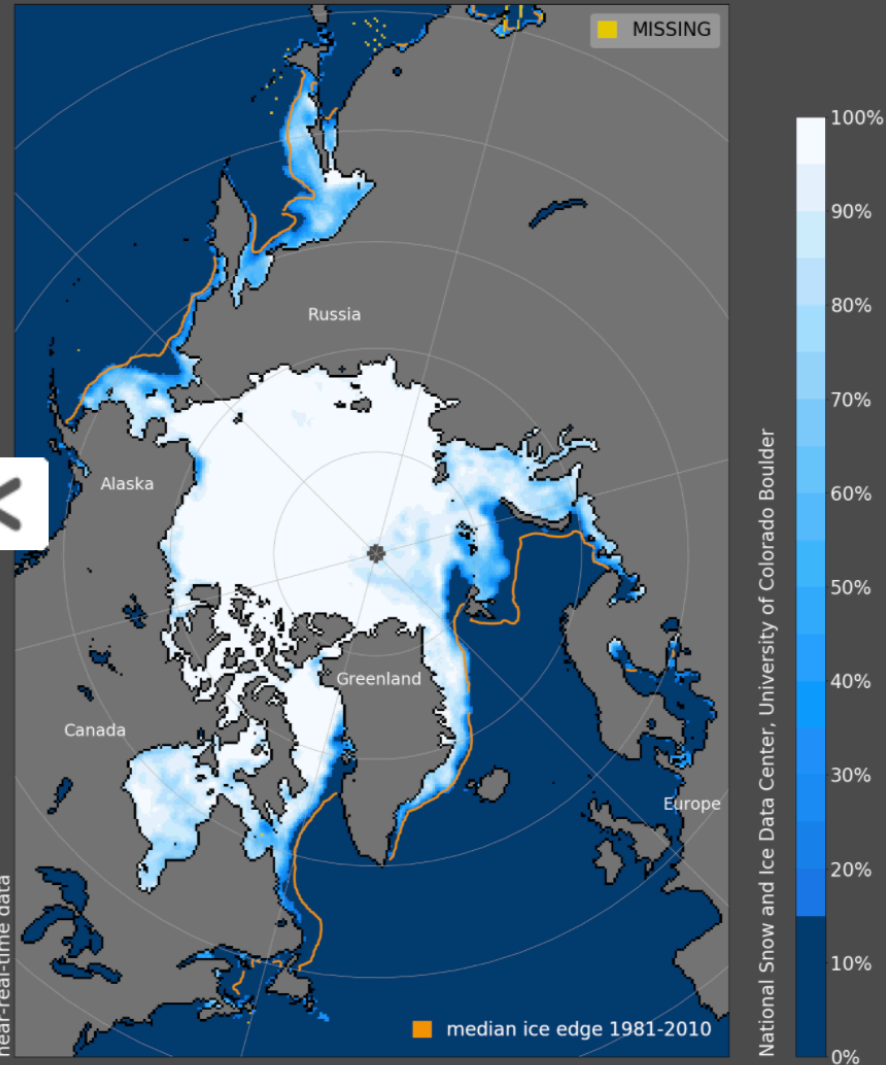 MISSING
100%
90%
80%
70%
60%
50%
40%
30%
20%
10%
0%
Russia
Alaska
Greenland
Canada
Europe
National Snow and Ice Data Center, University of Colorado Boulder
near-real-time data
median ice edge 1981-2010